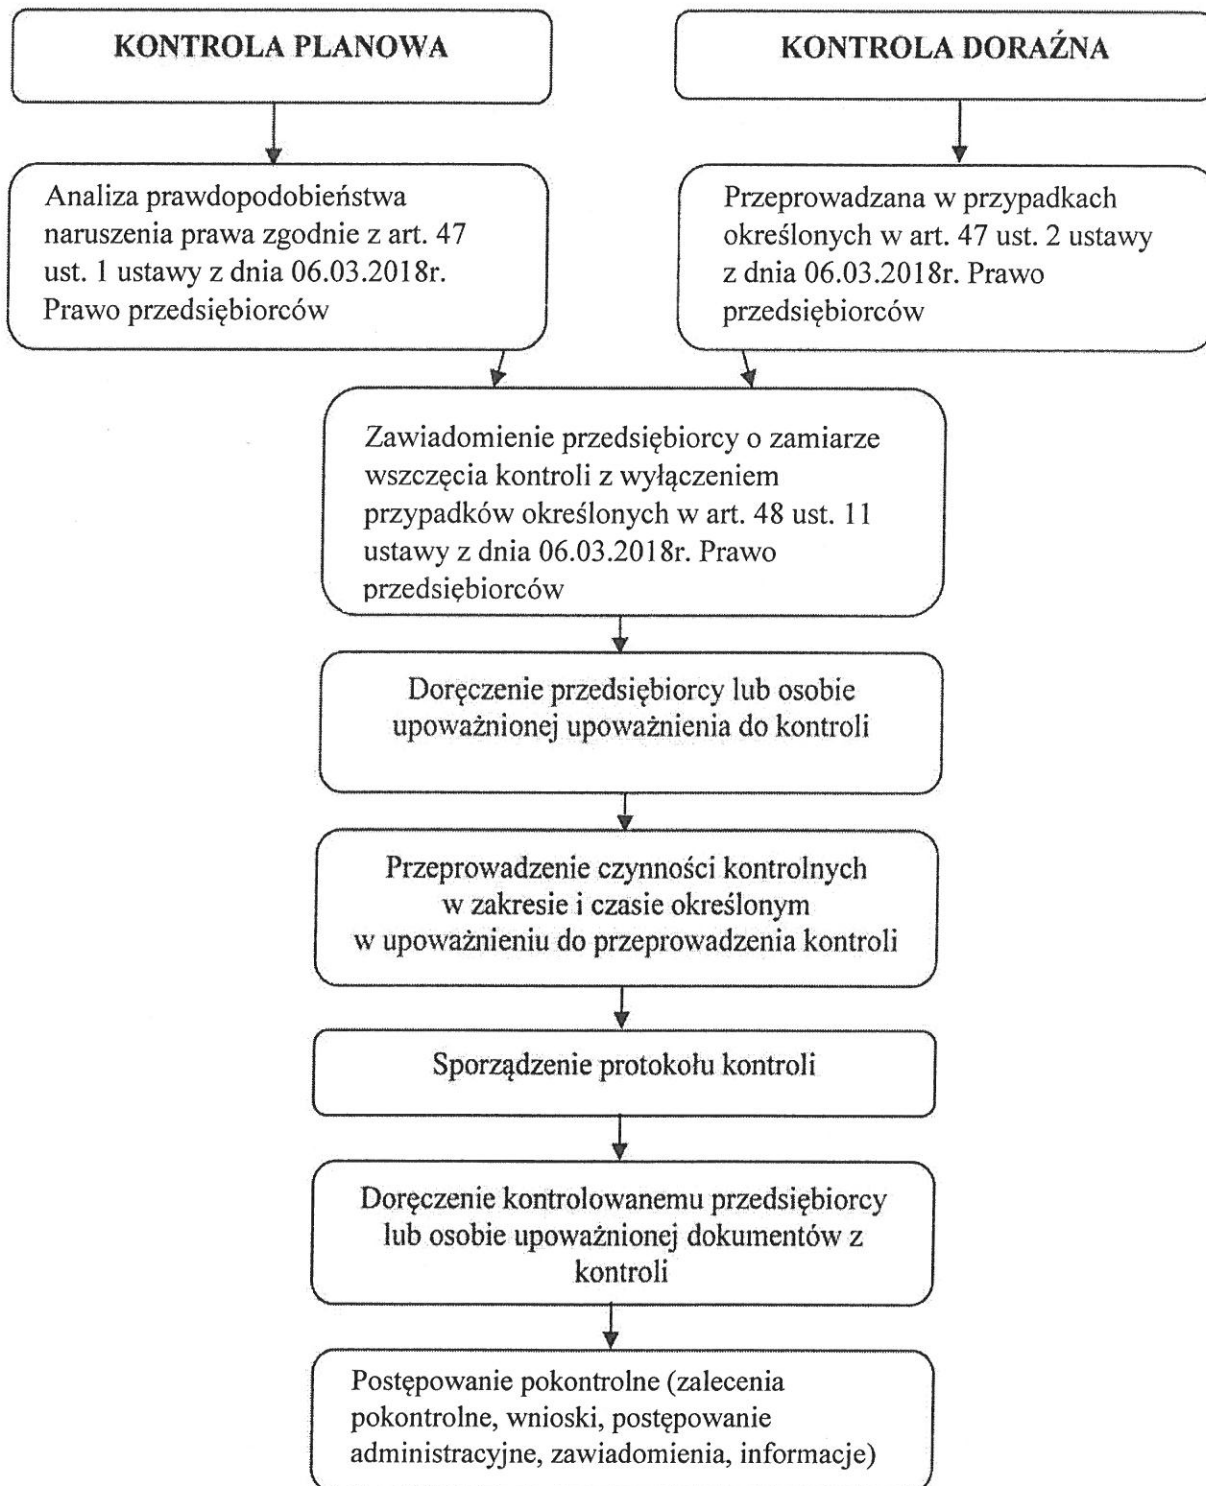 KONTROLA PLANOWA
KONTROLA DORAŹNA
Analiza prawdopodobieństwa
naruszenia prawa zgodnie z art. 47
ust. 1 ustawy z dnia 06.03.2018r.
Prawo przedsiębiorców
Przeprowadzana w przypadkach
określonych w art. 47 ust. 2 ustawy
z dnia 06.03.2018r. Prawo
przedsiębiorców
Zawiadomienie przedsiębiorcy o zamiarze
wszczęcia kontroli z wyłączeniem
przypadków określonych w art. 48 ust. 11
ustawy z dnia 06.03.2018r. Prawo
przedsiębiorców
Doręczenie przedsiębiorcy lub osobie
upoważnionej upoważnienia do kontroli
Przeprowadzenie czynności kontrolnych
w zakresie i czasie określonym
w upoważnieniu do przeprowadzenia kontroli
Sporządzenie protokołu kontroli
Doręczenie kontrolowanemu przedsiębiorcy
lub osobie upoważnionej dokumentów z
kontroli
Postępowanie pokontrolne (zalecenia
pokontrolne, wnioski, postępowanie
administracyjne, zawiadomienia, informacje)